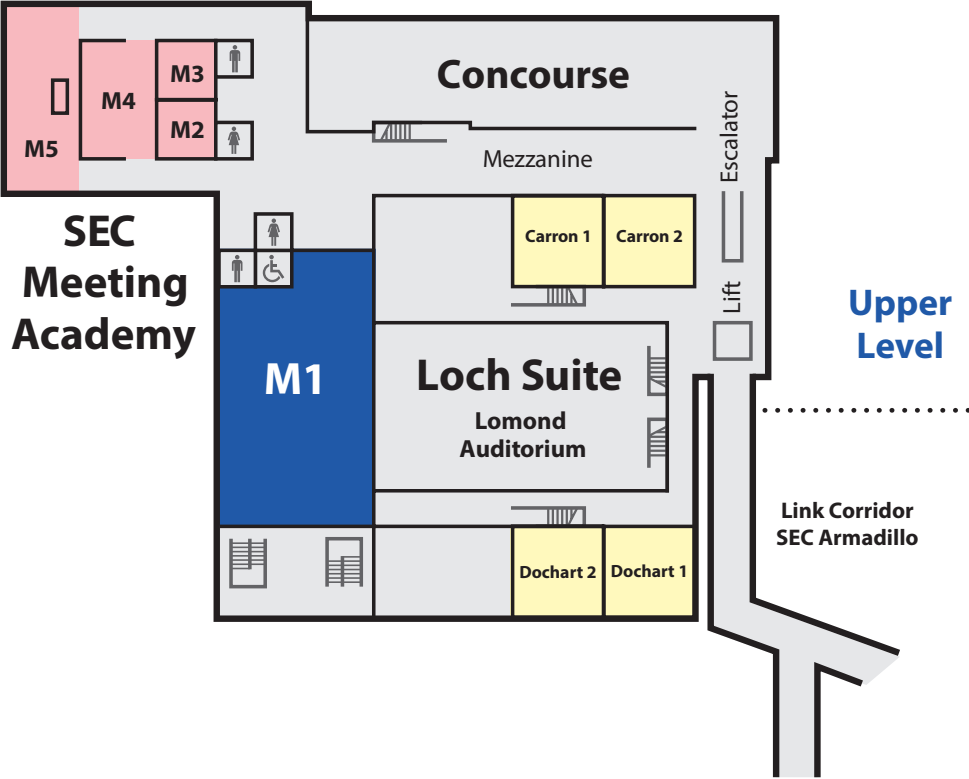 Concourse
M3
M4
M2
M5
Mezzanine
Escalator
SEC
Meeting
Academy
Carron 1
Carron 2
Lift
Upper
Level
M1
Loch Suite
Lomond
Auditorium
Link Corridor
SEC Armadillo
Dochart 2
Dochart 1